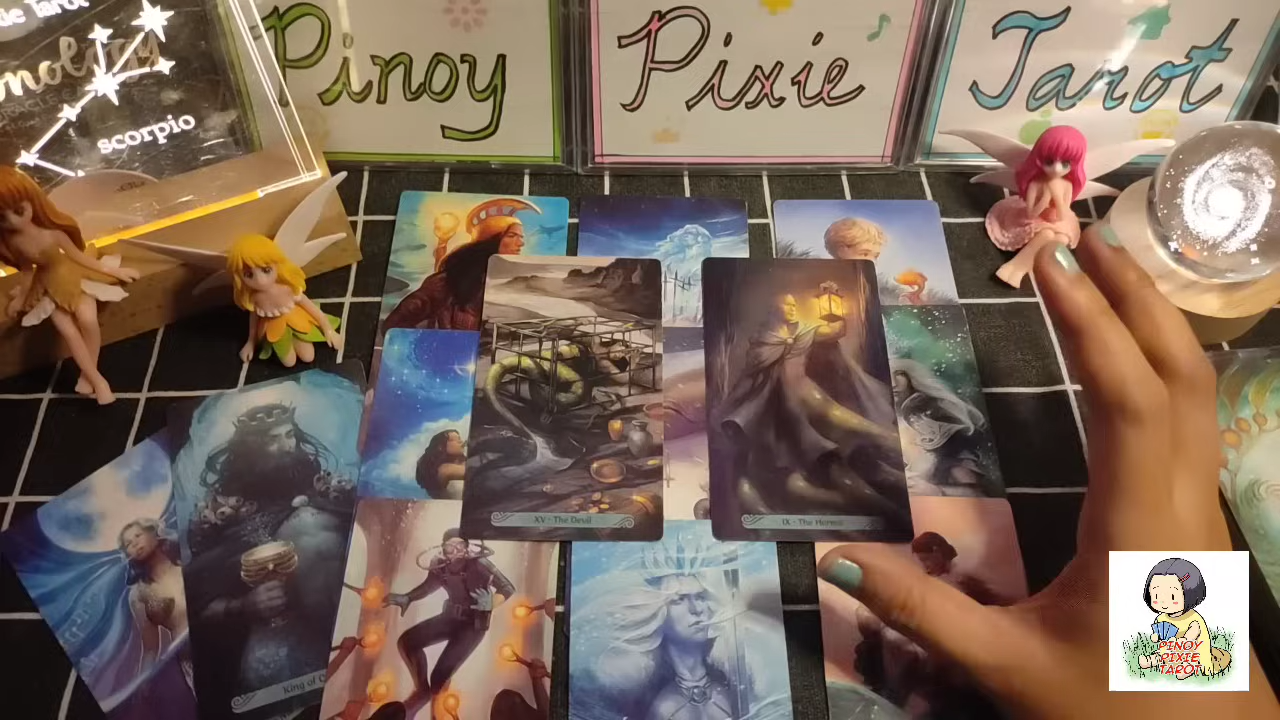 Pinoy
Pixie
Tarot
scorpio
XV - The Devil
IX - The Hermit
King of
PINOY
PIXIE
TAROT